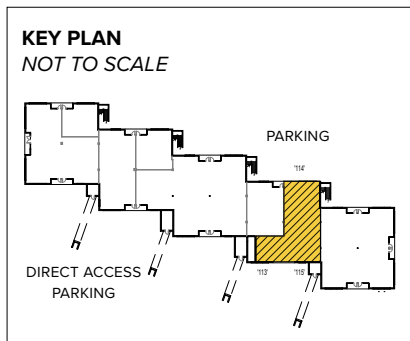 KEY PLAN
NOT TO SCALE
PARKING
'114'
DIRECT ACCESS
PARKING
'113' '115'